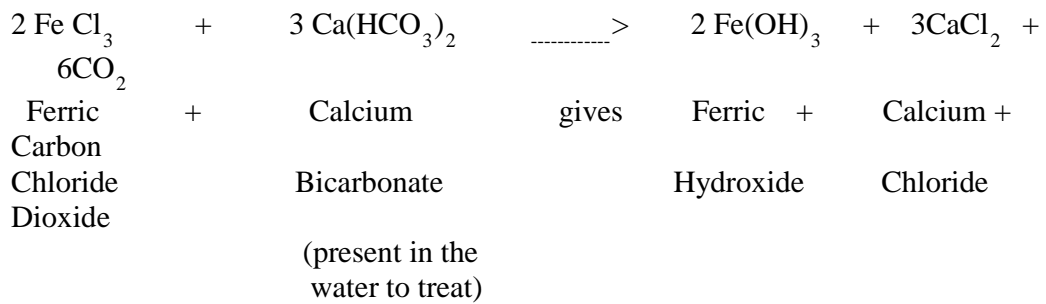 2 Fe Cl3 + 3 Ca(HCO3)2 ------------> 2 Fe(OH)3 + 3CaCl2 +
6CO2
Ferric + Calcium gives Ferric + Calcium +
Carbon
Chloride Bicarbonate Hydroxide Chloride
Dioxide
(present in the
water to treat)